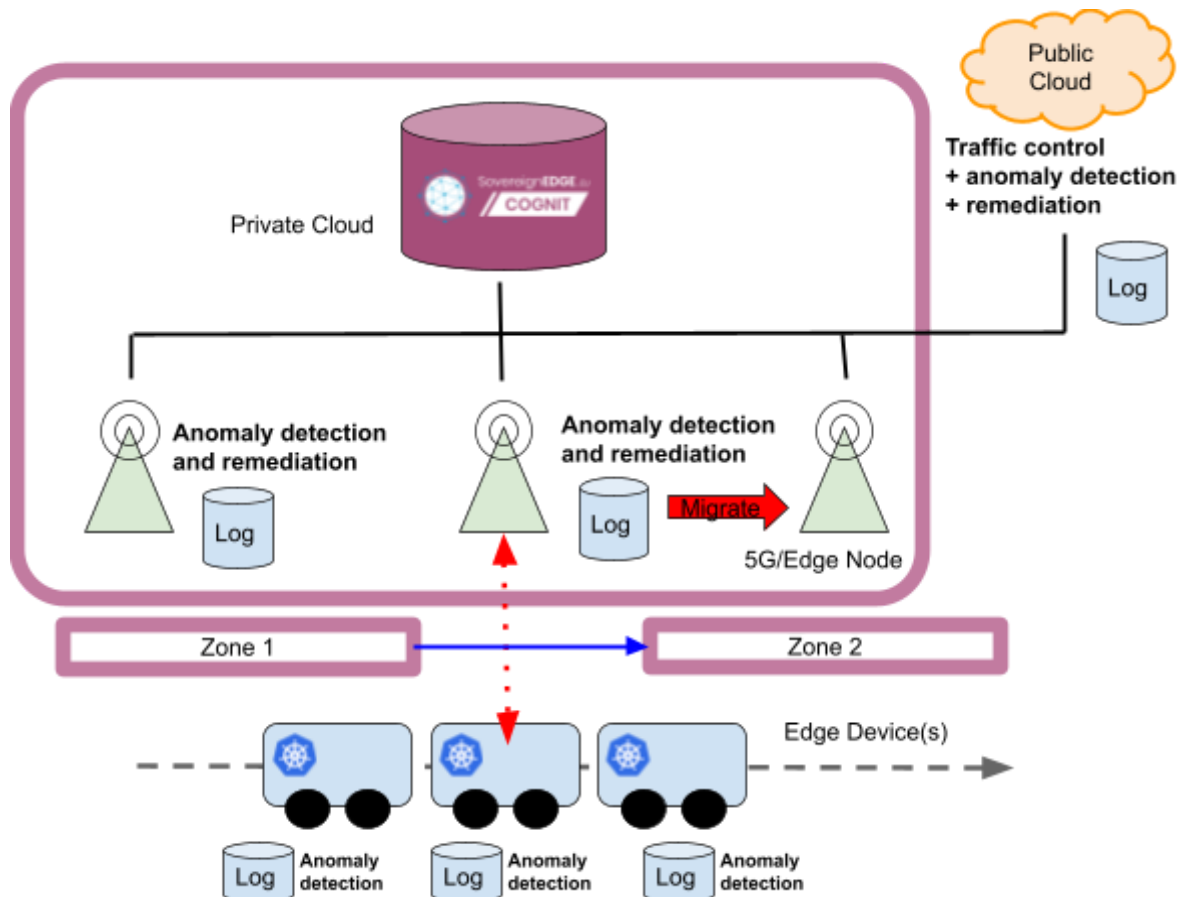 Public
Cloud
Traffic control
+ anomaly detection
+ remediation
Log
SovereignEDGE.eu
COGNIT
Private Cloud
Anomaly detection
and remediation
Log
Anomaly detection
and remediation
Log
Migrate
5G/Edge Node
Zone 1
Zone 2
Edge Device(s)
Log
Anomaly
detection
Log
Anomaly
detection
Log
Anomaly
detection